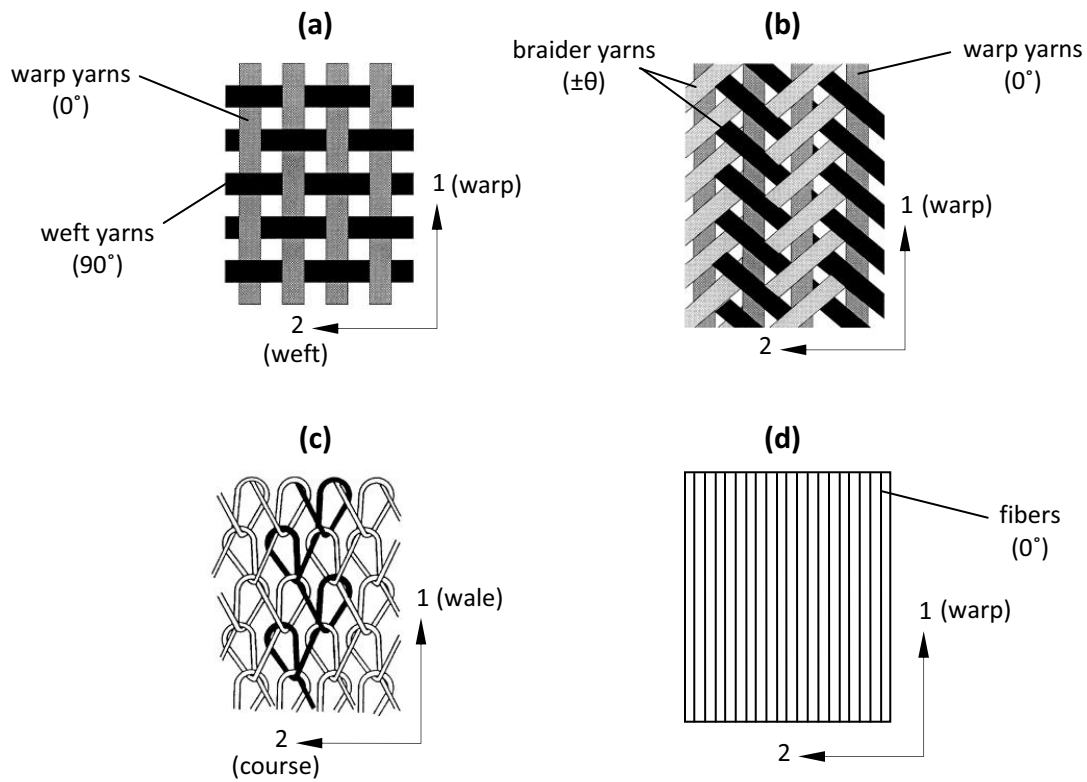 (a)
warp yarns
(0˚)
weft yarns
(90˚)
1 (warp)
2
(weft)
(b)
braider yarns
(±θ)
warp yarns
(0˚)
1 (warp)
2
(c)
1 (wale)
2
(course)
(d)
fibers
(0˚)
1 (warp)
2